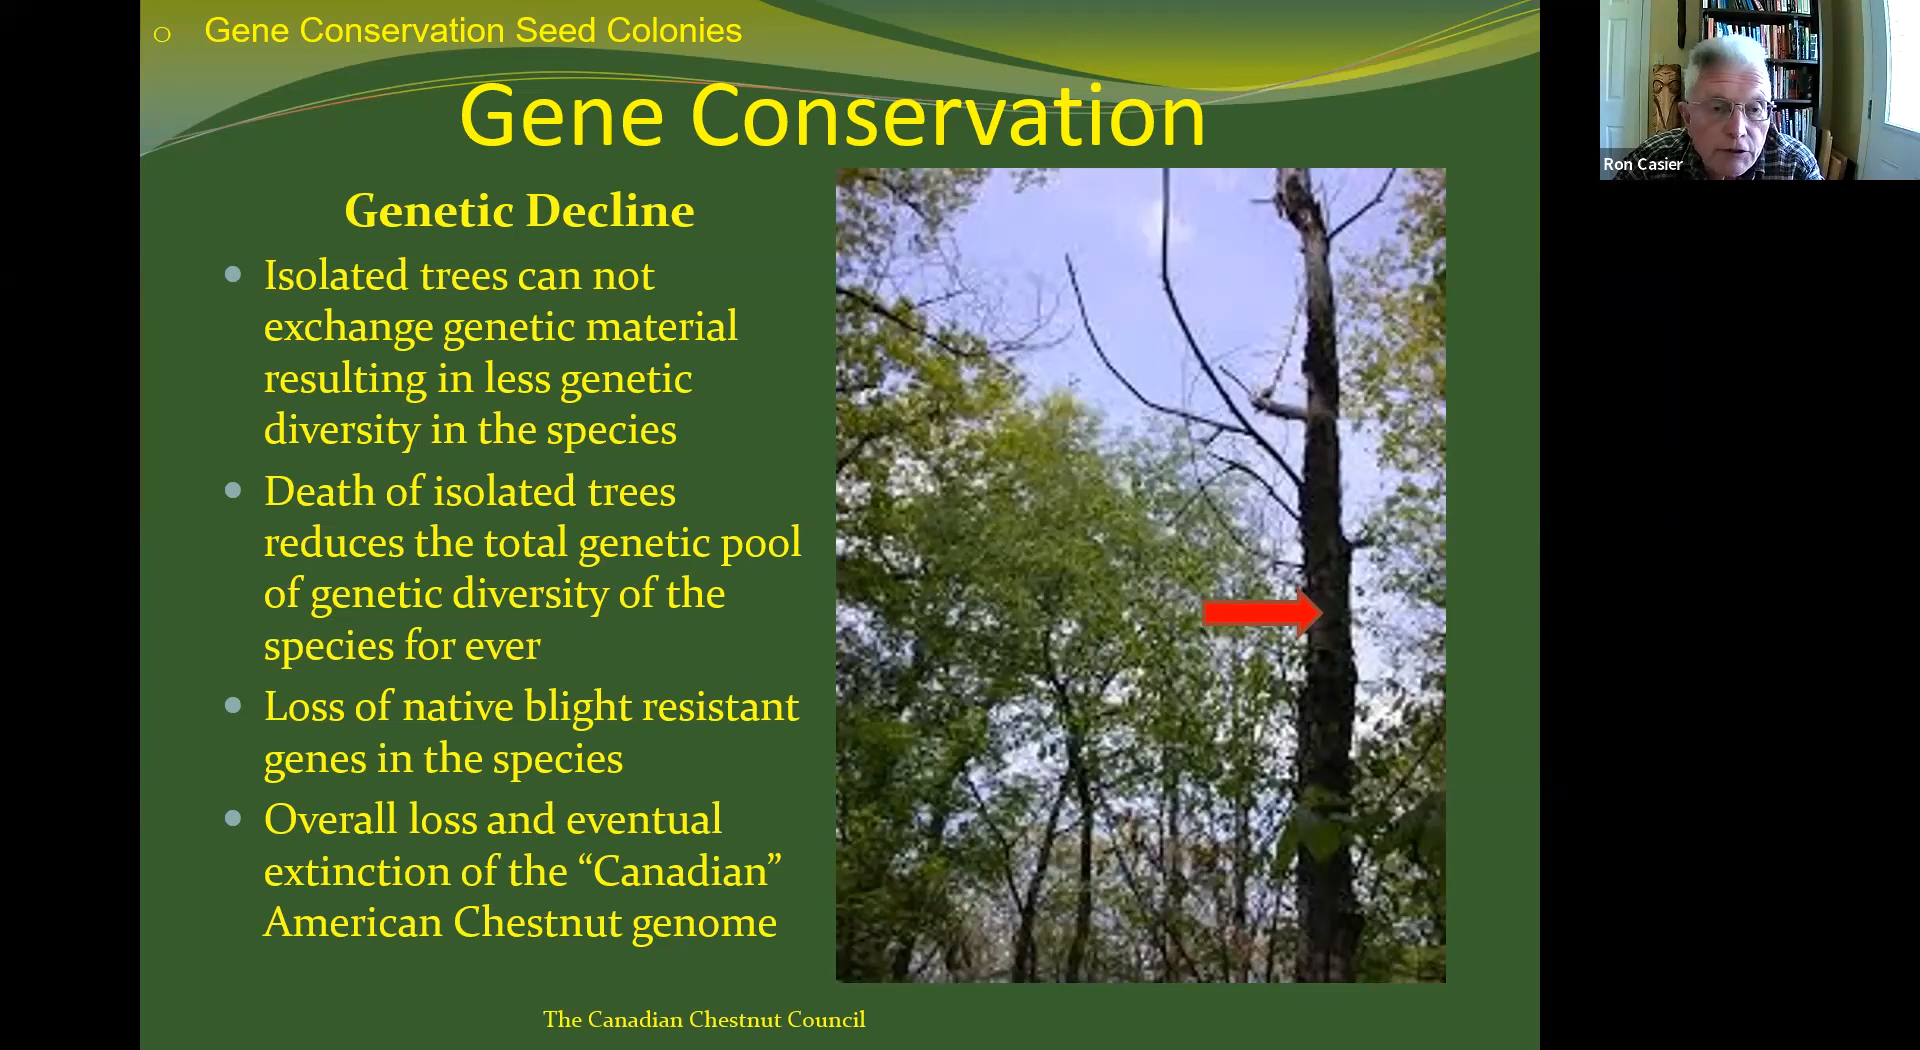 o Gene Conservation Seed Colonies
Gene Conservation
Genetic Decline
Isolated trees can not
exchange genetic material
resulting in less genetic
diversity in the species
Death of isolated trees
reduces the total genetic pool
of genetic diversity of the
species for ever
Loss of native blight resistant
genes in the species
Overall loss and eventual
extinction of the “Canadian”
American Chestnut genome
The Canadian Chestnut Council
Ron Casier